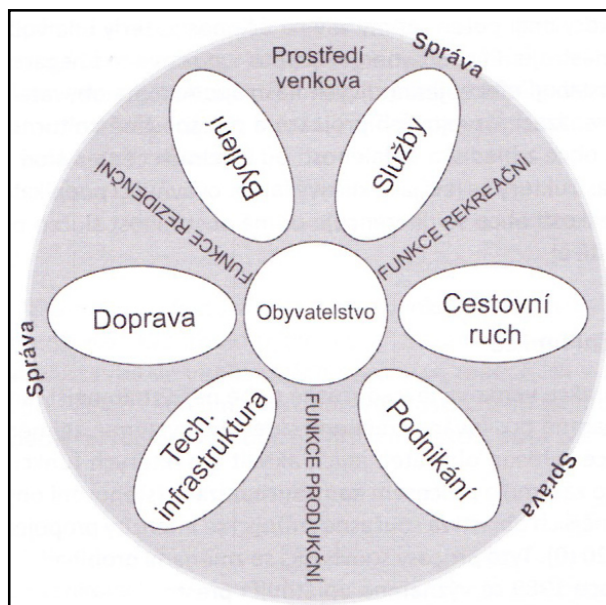 Prostředí
venkova
Správa
Bydlení
Služby
FUNKCE REZIDENČNÍ
FUNKCE REKREAČNÍ
Doprava
Obyvatelstvo
Cestovní
ruch
Správa
Tech.
infrastruktura
FUNKCE PRODUKČNÍ
Podnikání
Správa